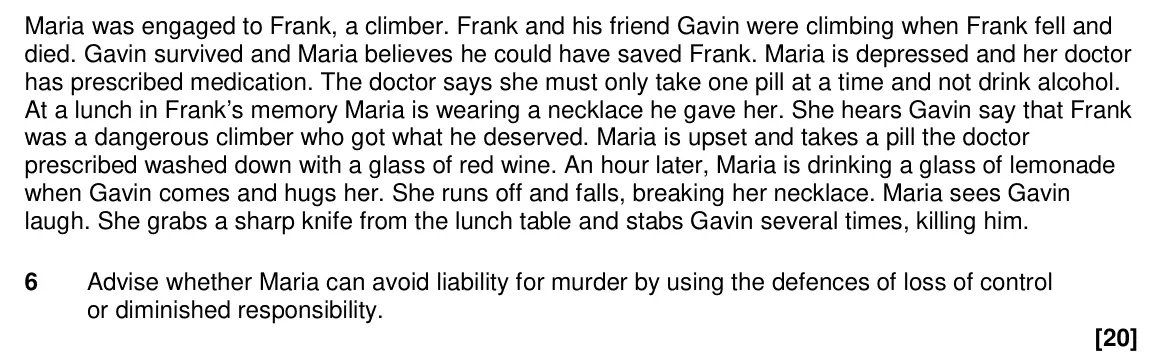 Maria was engaged to Frank, a climber. Frank and his friend Gavin were climbing when Frank fell and
died. Gavin survived and Maria believes he could have saved Frank. Maria is depressed and her doctor
has prescribed medication. The doctor says she must only take one pill at a time and not drink alcohol.
At a lunch in Frank's memory Maria is wearing a necklace he gave her. She hears Gavin say that Frank
was a dangerous climber who got what he deserved. Maria is upset and takes a pill the doctor
prescribed washed down with a glass of red wine. An hour later, Maria is drinking a glass of lemonade
when Gavin comes and hugs her. She runs off and falls, breaking her necklace. Maria sees Gavin
laugh. She grabs a sharp knife from the lunch table and stabs Gavin several times, killing him.
6 Advise whether Maria can avoid liability for murder by using the defences of loss of control
or diminished responsibility.
[20]